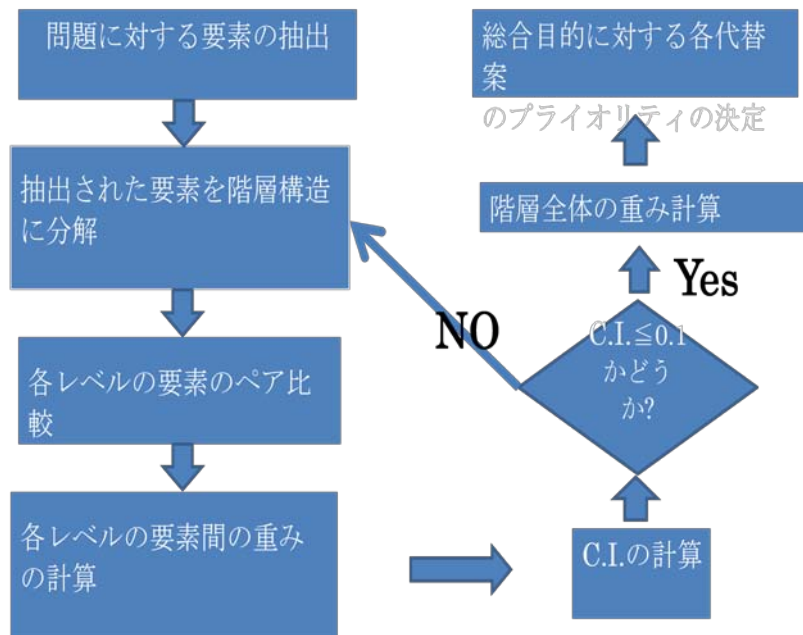 問題に対する要素の抽出
抽出された要素を階層構造
に分解
各レベルの要素のペア比
較
各レベルの要素間の重み
の計算
C.I.の計算
C.I.≦0.1
かどう
か?
NO
Yes
階層全体の重み計算
総合目的に対する各代替
案
のプライオリティの決定